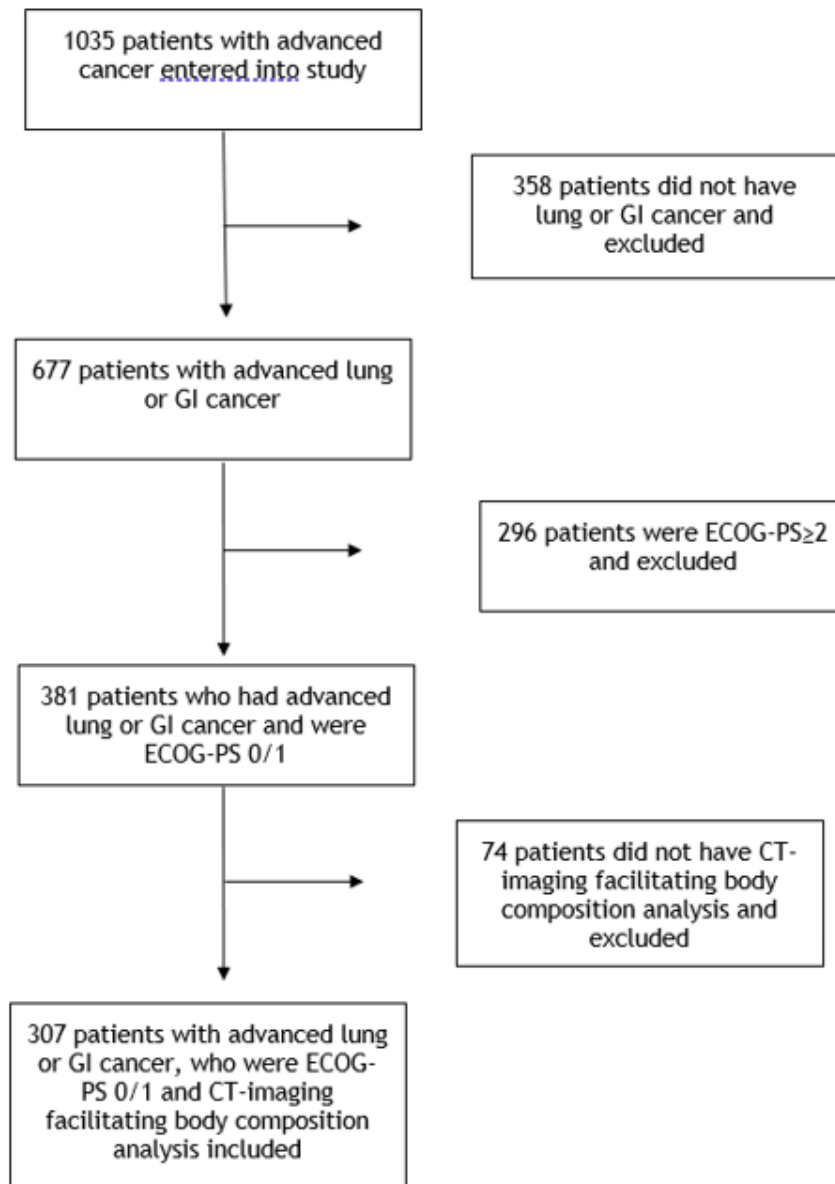 1035 patients with advanced
cancer entered into study
358 patients did not have
lung or GI cancer and
excluded
677 patients with advanced lung
or GI cancer
296 patients were ECOG-PS≥2
and excluded
381 patients who had advanced
lung or GI cancer and were
ECOG-PS 0/1
74 patients did not have CT-
imaging facilitating body
composition analysis and
excluded
307 patients with advanced lung
or GI cancer, who were ECOG-
PS 0/1 and CT-imaging
facilitating body composition
analysis included